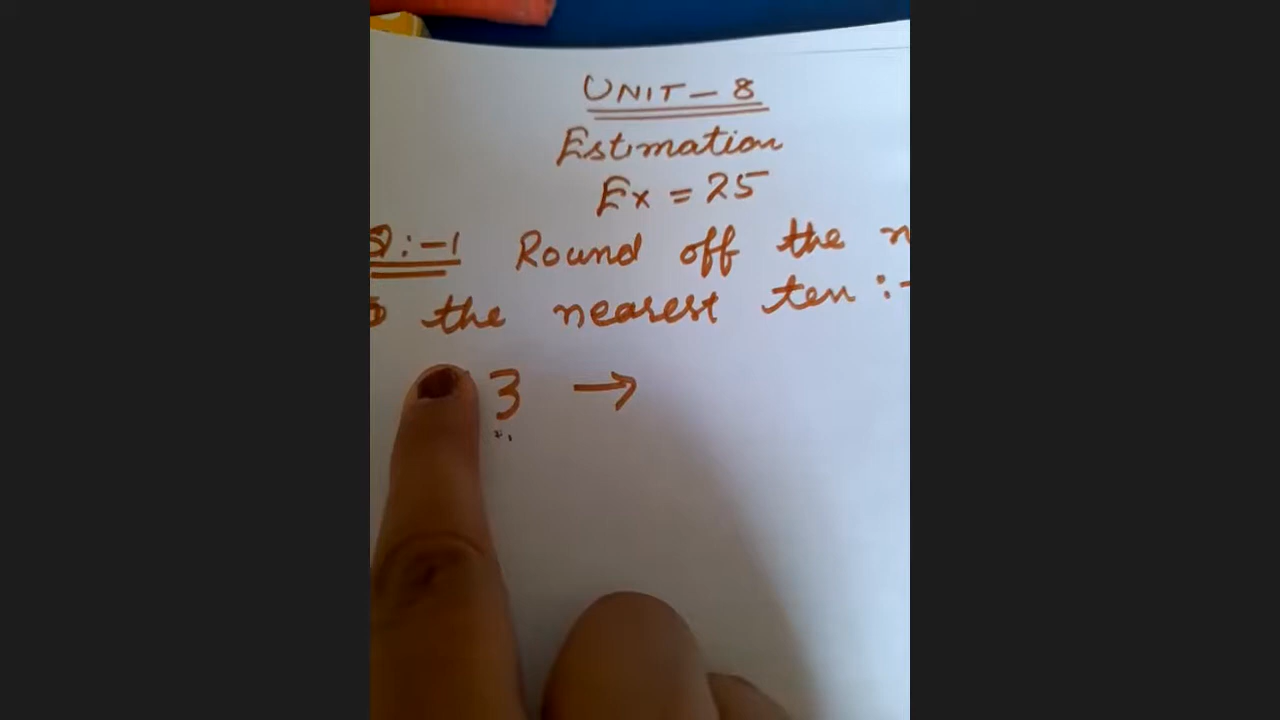 UNIT - 8
Estimation
Ex = 25
Q:-1 Round off the
the nearest ten :-
3 →